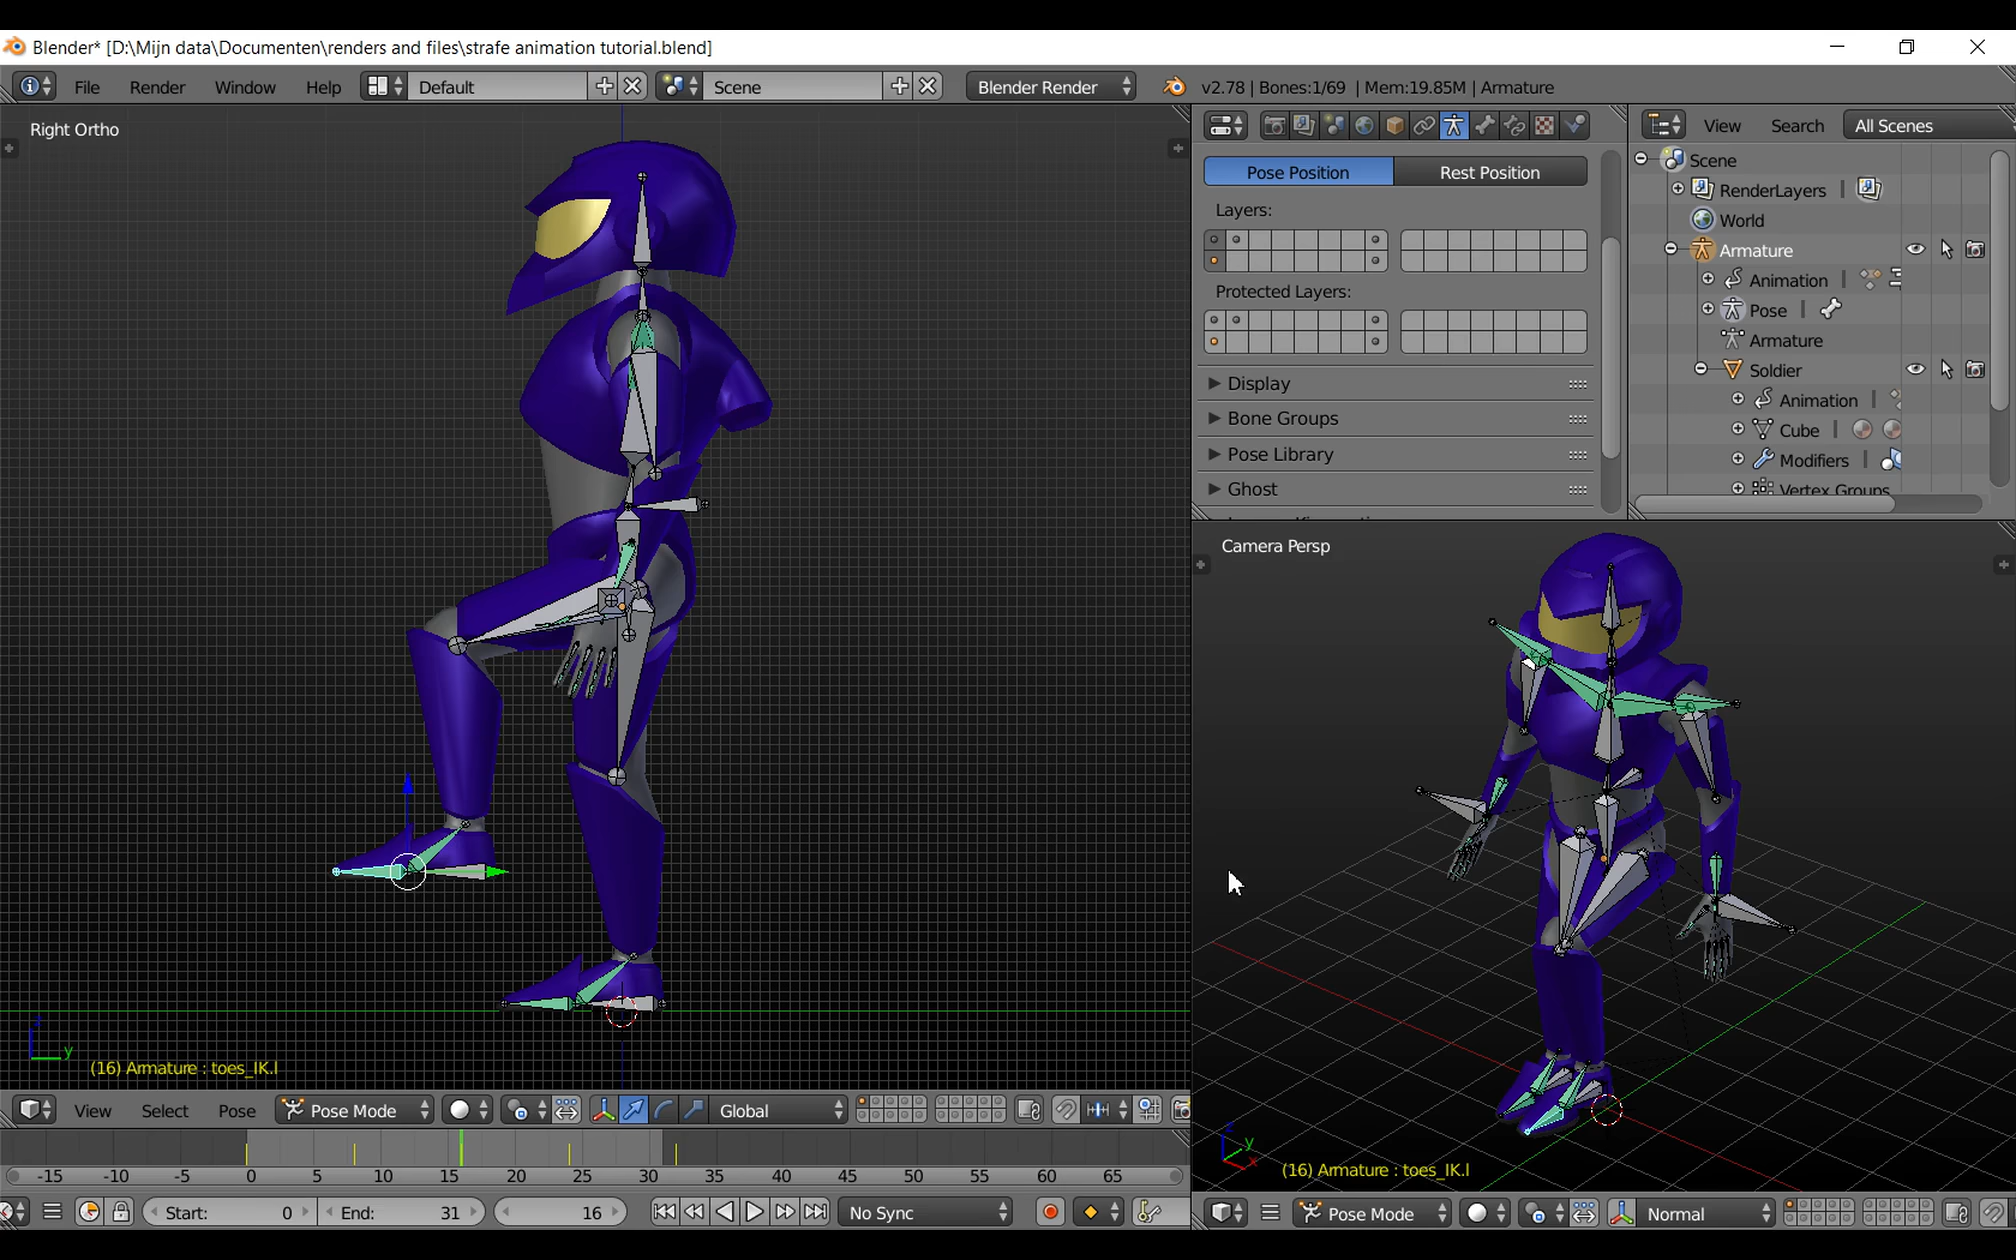 Blender* [D:\Mijn data\Documenten\renders and files\strafe animation tutorial.blend]
File Render Window Help Default Scene Blender Render v2.78 | Bones:1/69 | Mem:19.85M | Armature
Right Ortho
View Search All Scenes
Pose Position Rest Position
Layers:
Protected Layers:
Display
Bone Groups
Pose Library
Ghost
Scene
RenderLayers
World
Armature
Animation
Pose
Armature
Soldier
Animation
Cube
Modifiers
Vertex Groups
Camera Persp
z
y
(16) Armature : toes_IK.l
z
y
x
(16) Armature : toes_IK.l
View Select Pose Pose Mode Global
-15 -10 -5 0 5 10 15 20 25 30 35 40 45 50 55 60 65
Start: 0 End: 31 16 No Sync
Pose Mode Normal